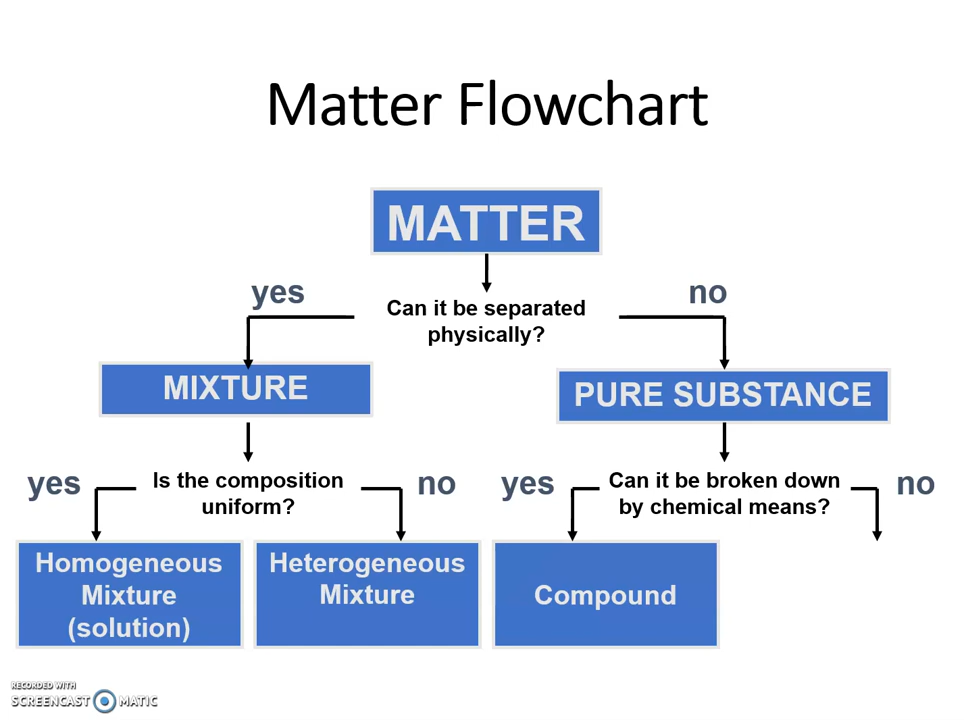 Matter Flowchart
MATTER
yes
Can it be separated
physically?
no
MIXTURE
PURE SUBSTANCE
yes
Is the composition
uniform?
no
yes
Can it be broken down
by chemical means?
no
Homogeneous
Mixture
(solution)
Heterogeneous
Mixture
Compound
RECORDED WITH
SCREENCAST MATIC